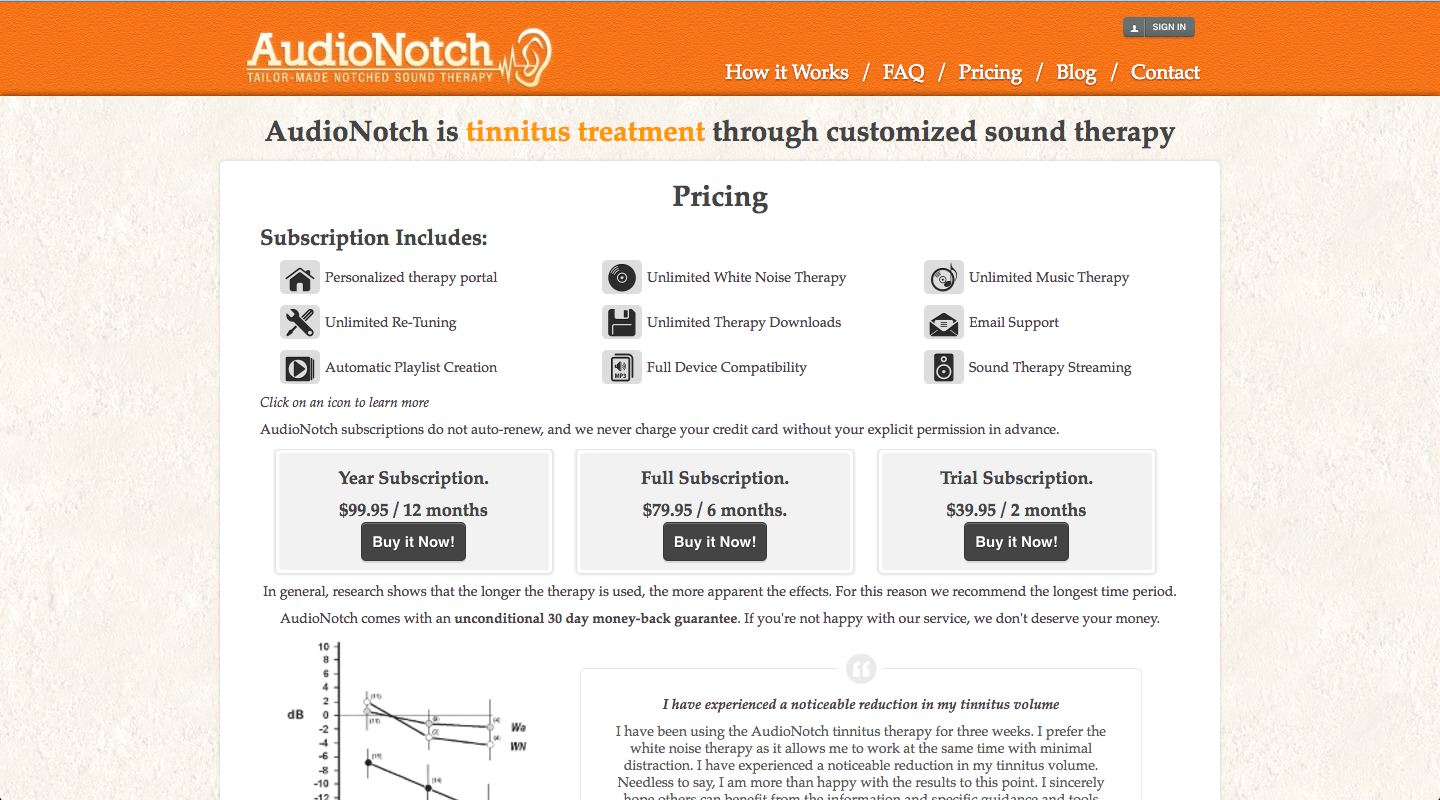 SIGN IN
AudioNotch
TAILOR-MADE NOTCHED SOUND THERAPY
How it Works / FAQ / Pricing / Blog / Contact
AudioNotch is tinnitus treatment through customized sound therapy
Pricing
Subscription Includes:
Personalized therapy portal
Unlimited White Noise Therapy
Unlimited Music Therapy
Unlimited Re-Tuning
Unlimited Therapy Downloads
Email Support
Automatic Playlist Creation
MP3
Full Device Compatibility
Sound Therapy Streaming
Click on an icon to learn more
AudioNotch subscriptions do not auto-renew, and we never charge your credit card without your explicit permission in advance.
Year Subscription.
$99.95 / 12 months
Buy it Now!
Full Subscription.
$79.95 / 6 months.
Buy it Now!
Trial Subscription.
$39.95 / 2 months
Buy it Now!
In general, research shows that the longer the therapy is used, the more apparent the effects. For this reason we recommend the longest time period.
AudioNotch comes with an unconditional 30 day money-back guarantee. If you're not happy with our service, we don't deserve your money.
10
8
6
4
2
0
-2
-4
-6
-8
-10
-12
dB
Wa
WN
I have experienced a noticeable reduction in my tinnitus volume
I have been using the AudioNotch tinnitus therapy for three weeks. I prefer the
white noise therapy as it allows me to work at the same time with minimal
distraction. I have experienced a noticeable reduction in my tinnitus volume.
Needless to say, I am more than happy with the results to this point. I sincerely
hope others can benefit from the information and specific guidance and tools